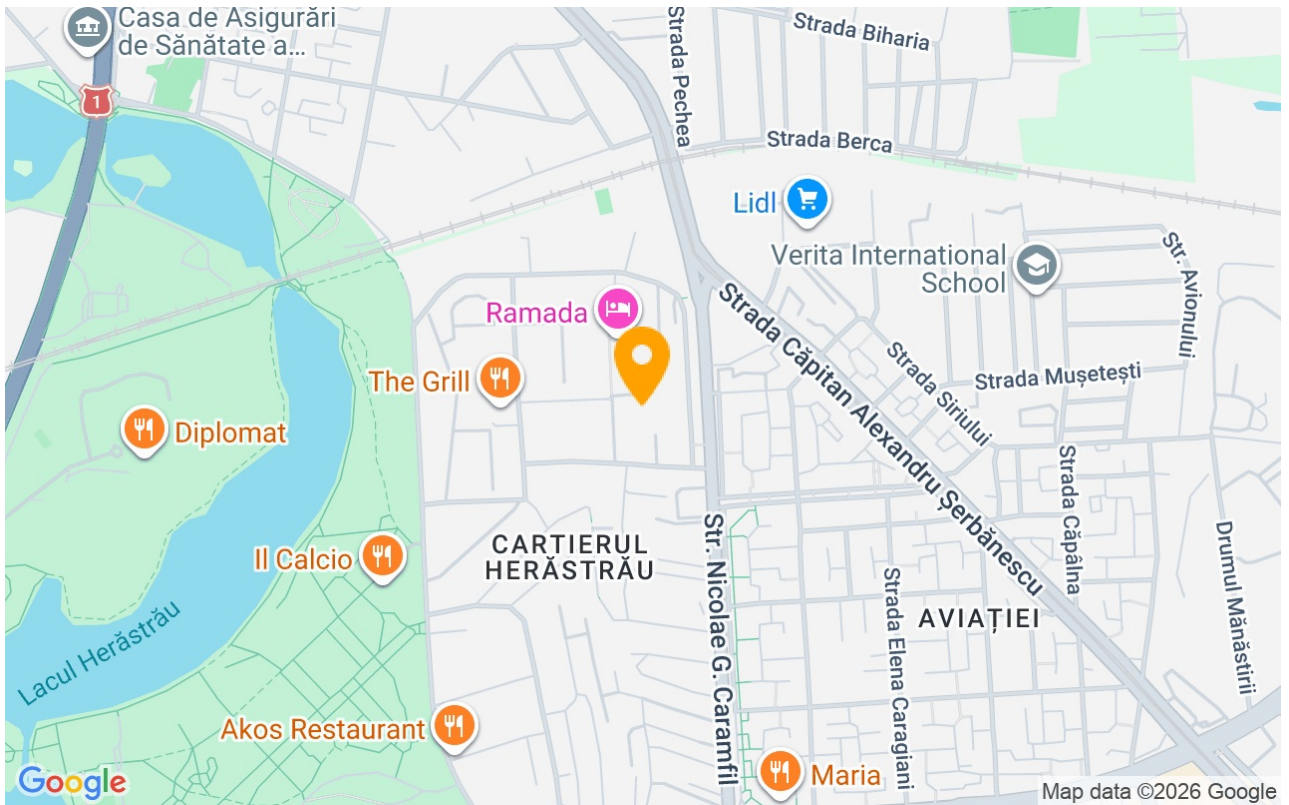 Casa de Asigurări
de Sănătate a...
Strada Pechea
Strada Biharia
1
Strada Berca
Lidl
Verita International
School
Str. Avionului
Ramada
Strada Căpitan Alexandru Șerbănescu
The Grill
Strada Siriului
Strada Mușetești
Diplomat
Strada Căpâlna
Drumul Mănăstirii
Il Calcio
CARTIERUL
HERĂSTRĂU
Str. Nicolae G. Caramfil
Strada Elena Caragiani
AVIAȚIEI
Lacul Herăstrău
Akos Restaurant
Maria
Google
Map data ©2026 Google